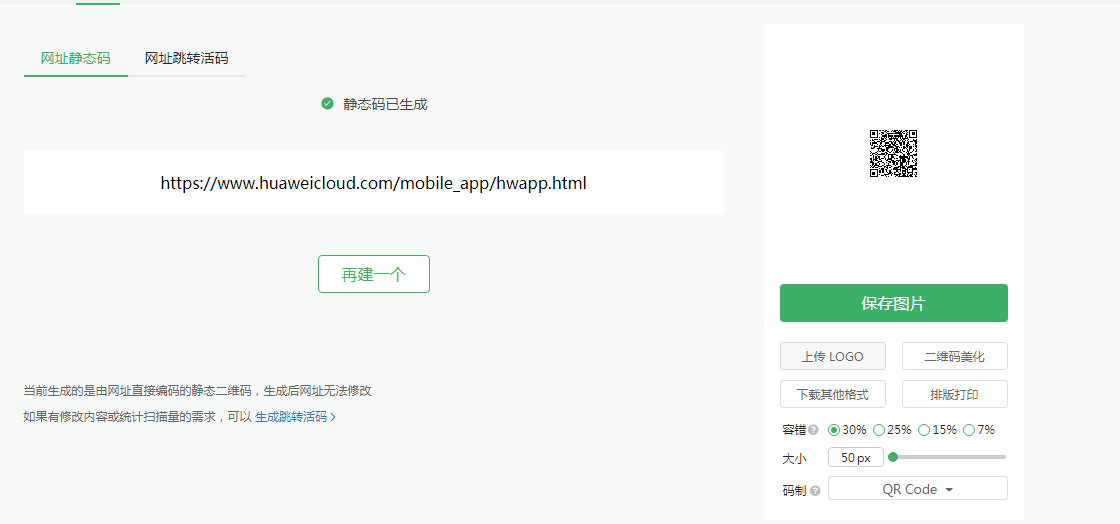 网址静态码 网址跳转活码
静态码已生成
https://www.huaweicloud.com/mobile_app/hwapp.html
再建一个
当前生成的是由网址直接编码的静态二维码，生成后网址无法修改
如果有修改内容或统计扫描量的需求，可以 生成跳转活码 >
保存图片
上传 LOGO 二维码美化
下载其他格式 排版打印
容错 ? 30% 25% 15% 7%
大小 50 px
码制 ? QR Code